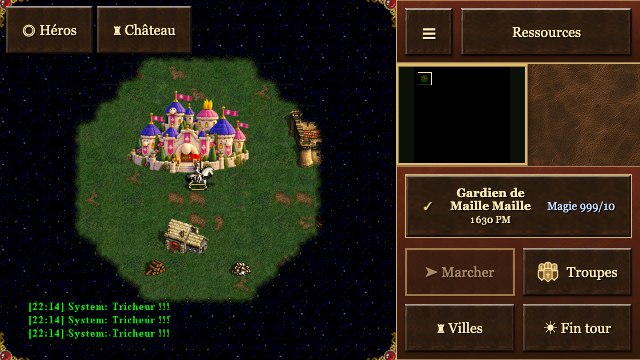 Héros
Château
Ressources
Gardien de
Maille Maille
1630 PM
Magie 999/10
Marcher
Troupes
Villes
Fin tour
[22:14] System: Tricheur !!!
[22:14] System: Tricheur !!!
[22:14] System: Tricheur !!!